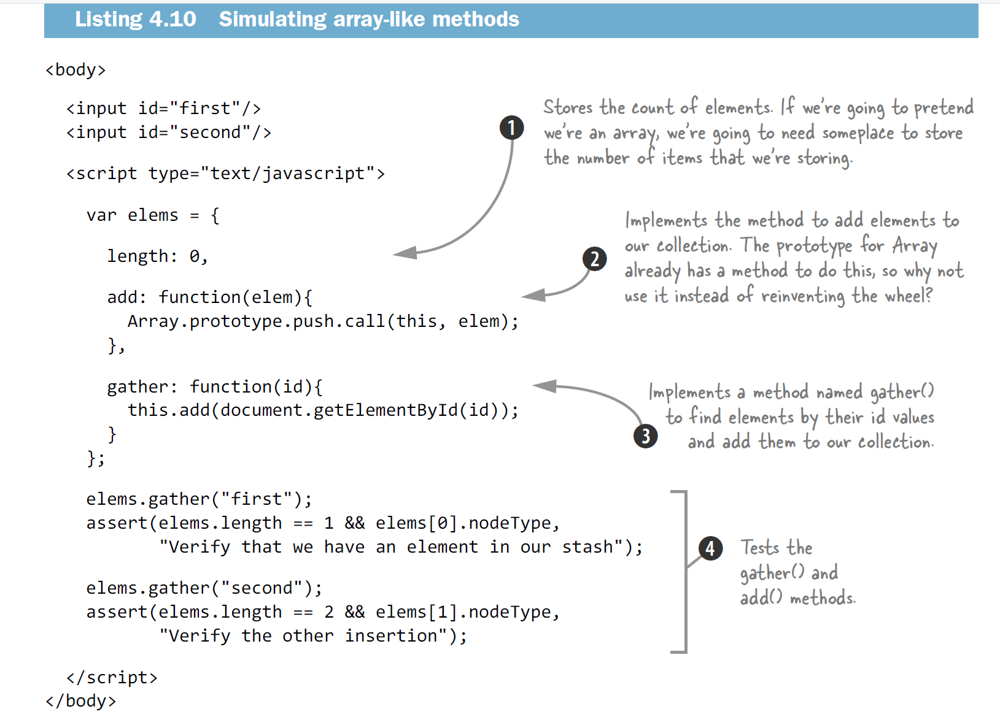 Listing 4.10 Simulating array-like methods
<body>
<input id="first"/>
<input id="second"/>
<script type="text/javascript">
var elems = {
length: 0,
add: function(elem){
Array.prototype.push.call(this, elem);
},
gather: function(id){
this.add(document.getElementById(id));
}
};
elems.gather("first");
assert(elems.length == 1 && elems[0].nodeType,
"Verify that we have an element in our stash");
elems.gather("second");
assert(elems.length == 2 && elems[1].nodeType,
"Verify the other insertion");
</script>
</body>
1
Stores the count of elements. If we're going to pretend
we're an array, we're going to need someplace to store
the number of items that we're storing.
2
Implements the method to add elements to
our collection. The prototype for Array
already has a method to do this, so why not
use it instead of reinventing the wheel?
3
Implements a method named gather()
to find elements by their id values
and add them to our collection.
4
Tests the
gather() and
add() methods.